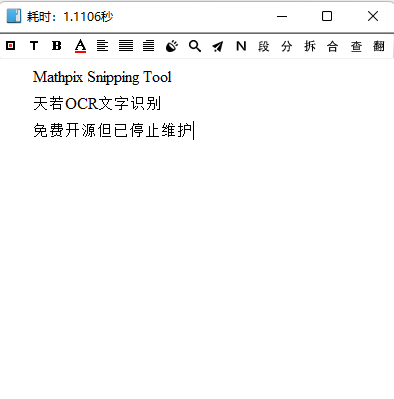 耗时：1.1106秒
T B A N 段 分 拆 合 查 翻
Mathpix Snipping Tool
天若OCR文字识别
免费开源但已停止维护